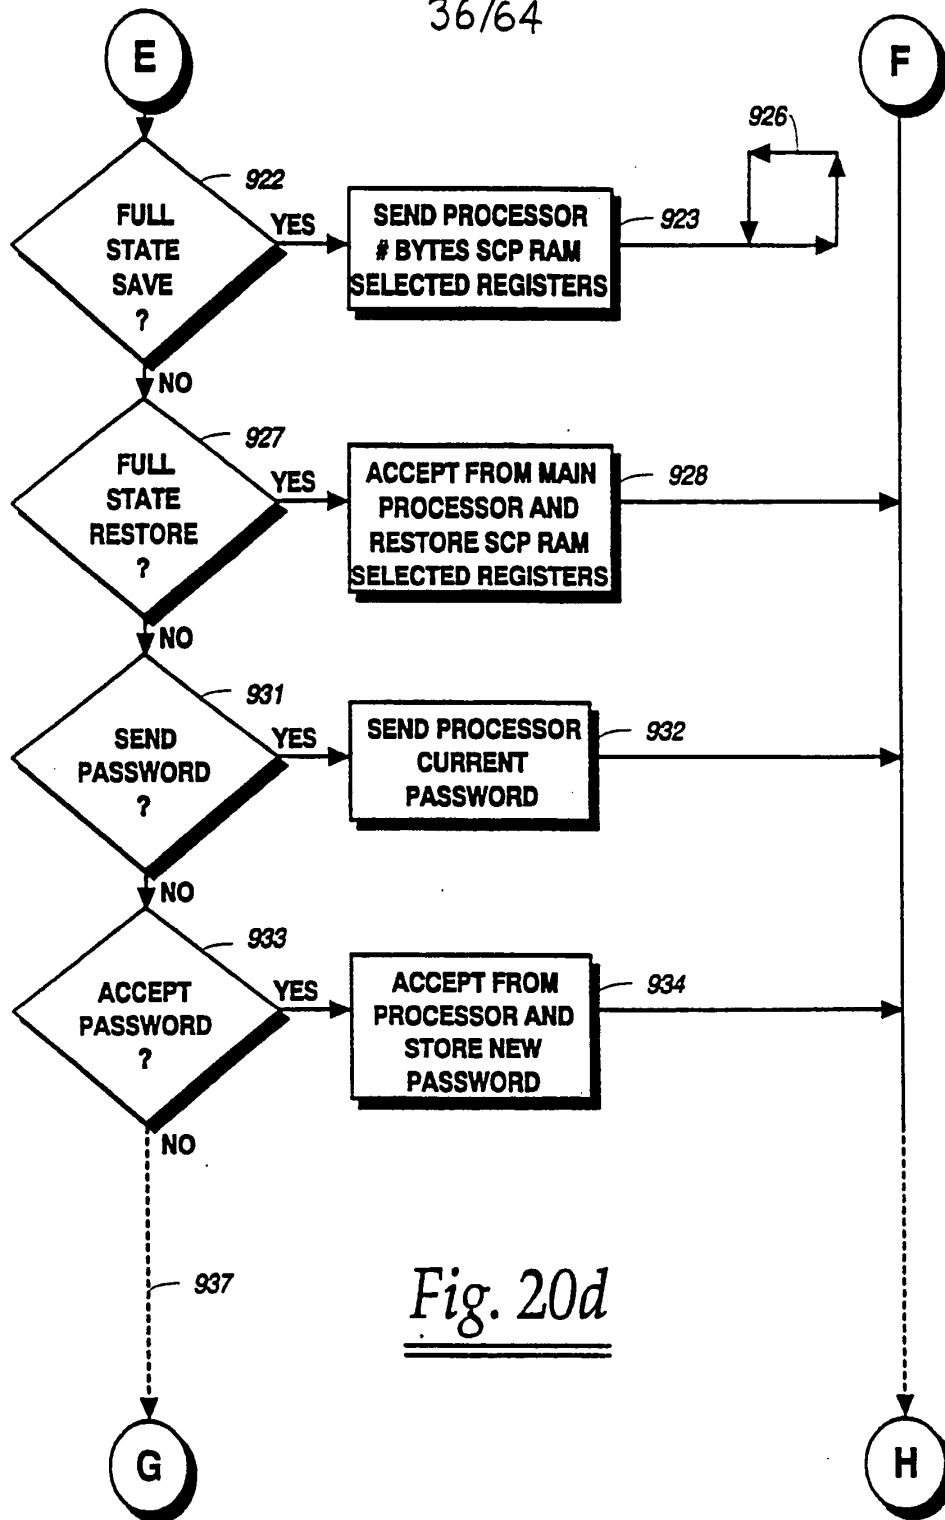 36/64
E
F
926
922
FULL
STATE
SAVE
?
YES
SEND PROCESSOR
# BYTES SCP RAM
SELECTED REGISTERS
923
NO
927
FULL
STATE
RESTORE
?
YES
ACCEPT FROM MAIN
PROCESSOR AND
RESTORE SCP RAM
SELECTED REGISTERS
928
NO
931
SEND
PASSWORD
?
YES
SEND PROCESSOR
CURRENT
PASSWORD
932
NO
933
ACCEPT
PASSWORD
?
YES
ACCEPT FROM
PROCESSOR AND
STORE NEW
PASSWORD
934
NO
937
Fig. 20d
G
H